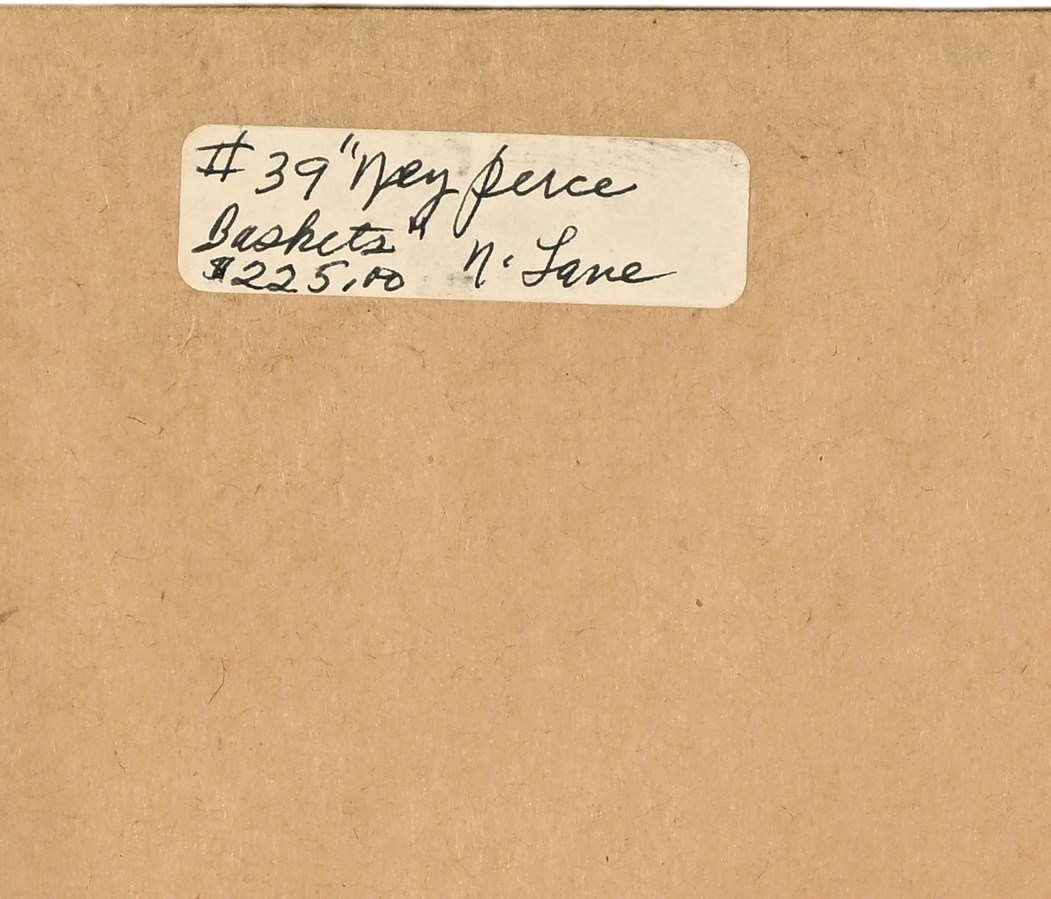 #39 "Nez perce
Baskets" N. Lane
$225.00